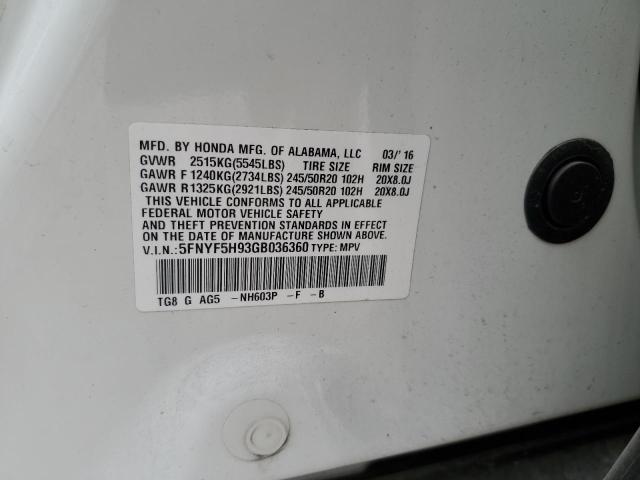 MFD. BY HONDA MFG. OF ALABAMA, LLC 03/'16
GVWR 2515KG(5545LBS) TIRE SIZE RIM SIZE
GAWR F 1240KG(2734LBS) 245/50R20 102H 20X8.0J
GAWR R1325KG(2921LBS) 245/50R20 102H 20X8.0J
THIS VEHICLE CONFORMS TO ALL APPLICABLE
FEDERAL MOTOR VEHICLE SAFETY
AND THEFT PREVENTION STANDARDS IN EFFECT
ON THE DATE OF MANUFACTURE SHOWN ABOVE.
V.I.N.:5FNYF5H93GB036360 TYPE: MPV
TG8 G AG5 -NH603P -F -B